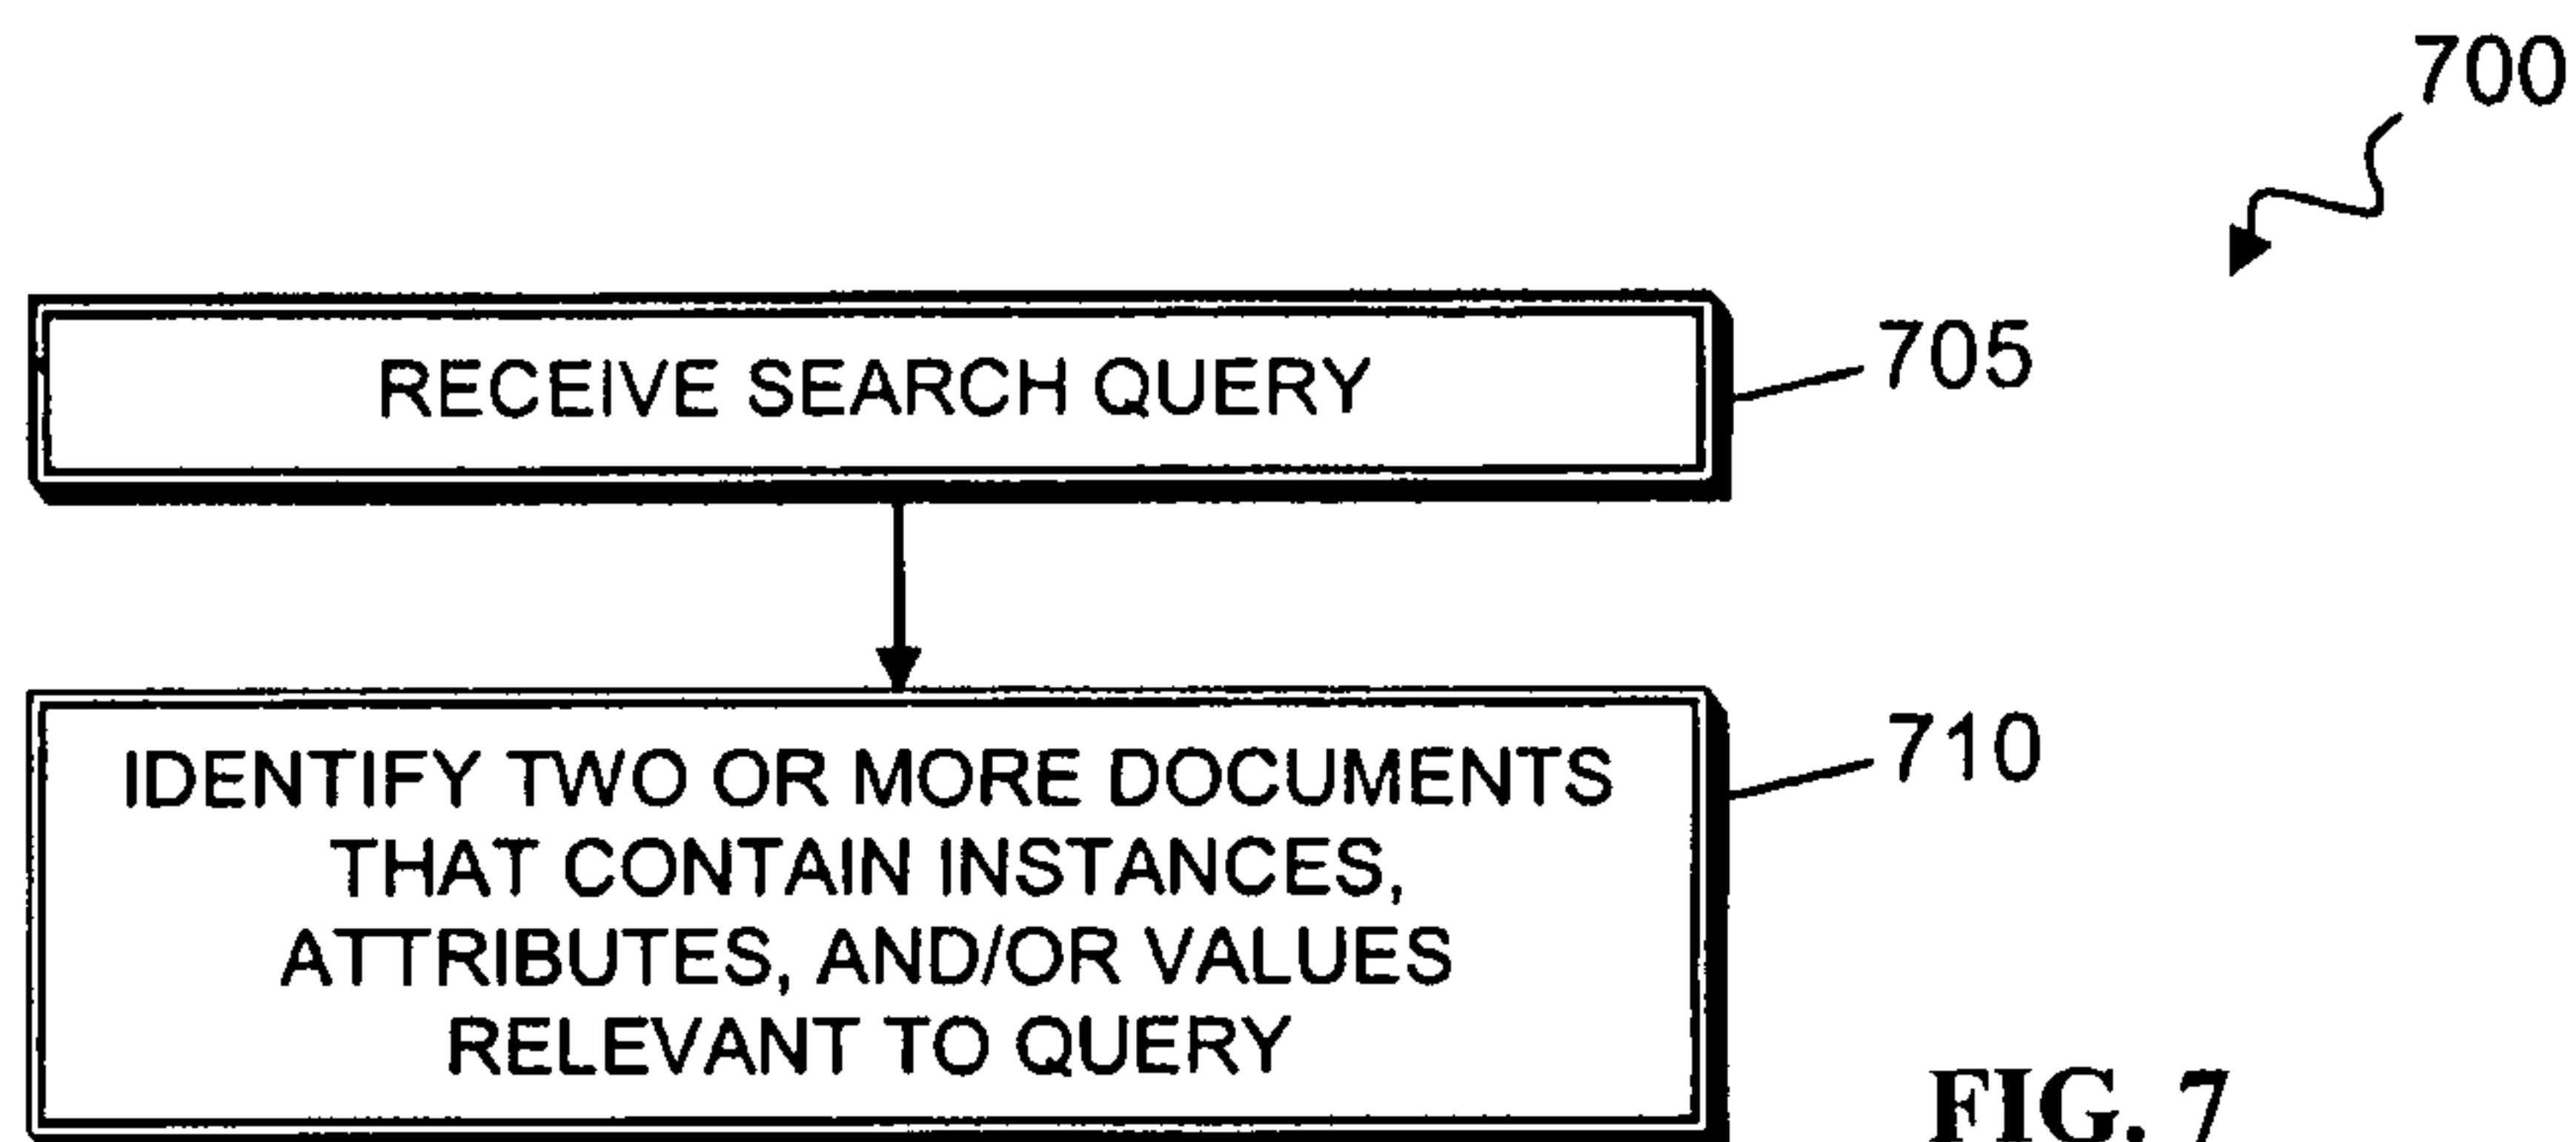 700
RECEIVE SEARCH QUERY
705
IDENTIFY TWO OR MORE DOCUMENTS
THAT CONTAIN INSTANCES,
ATTRIBUTES, AND/OR VALUES
RELEVANT TO QUERY
710
FIG. 7